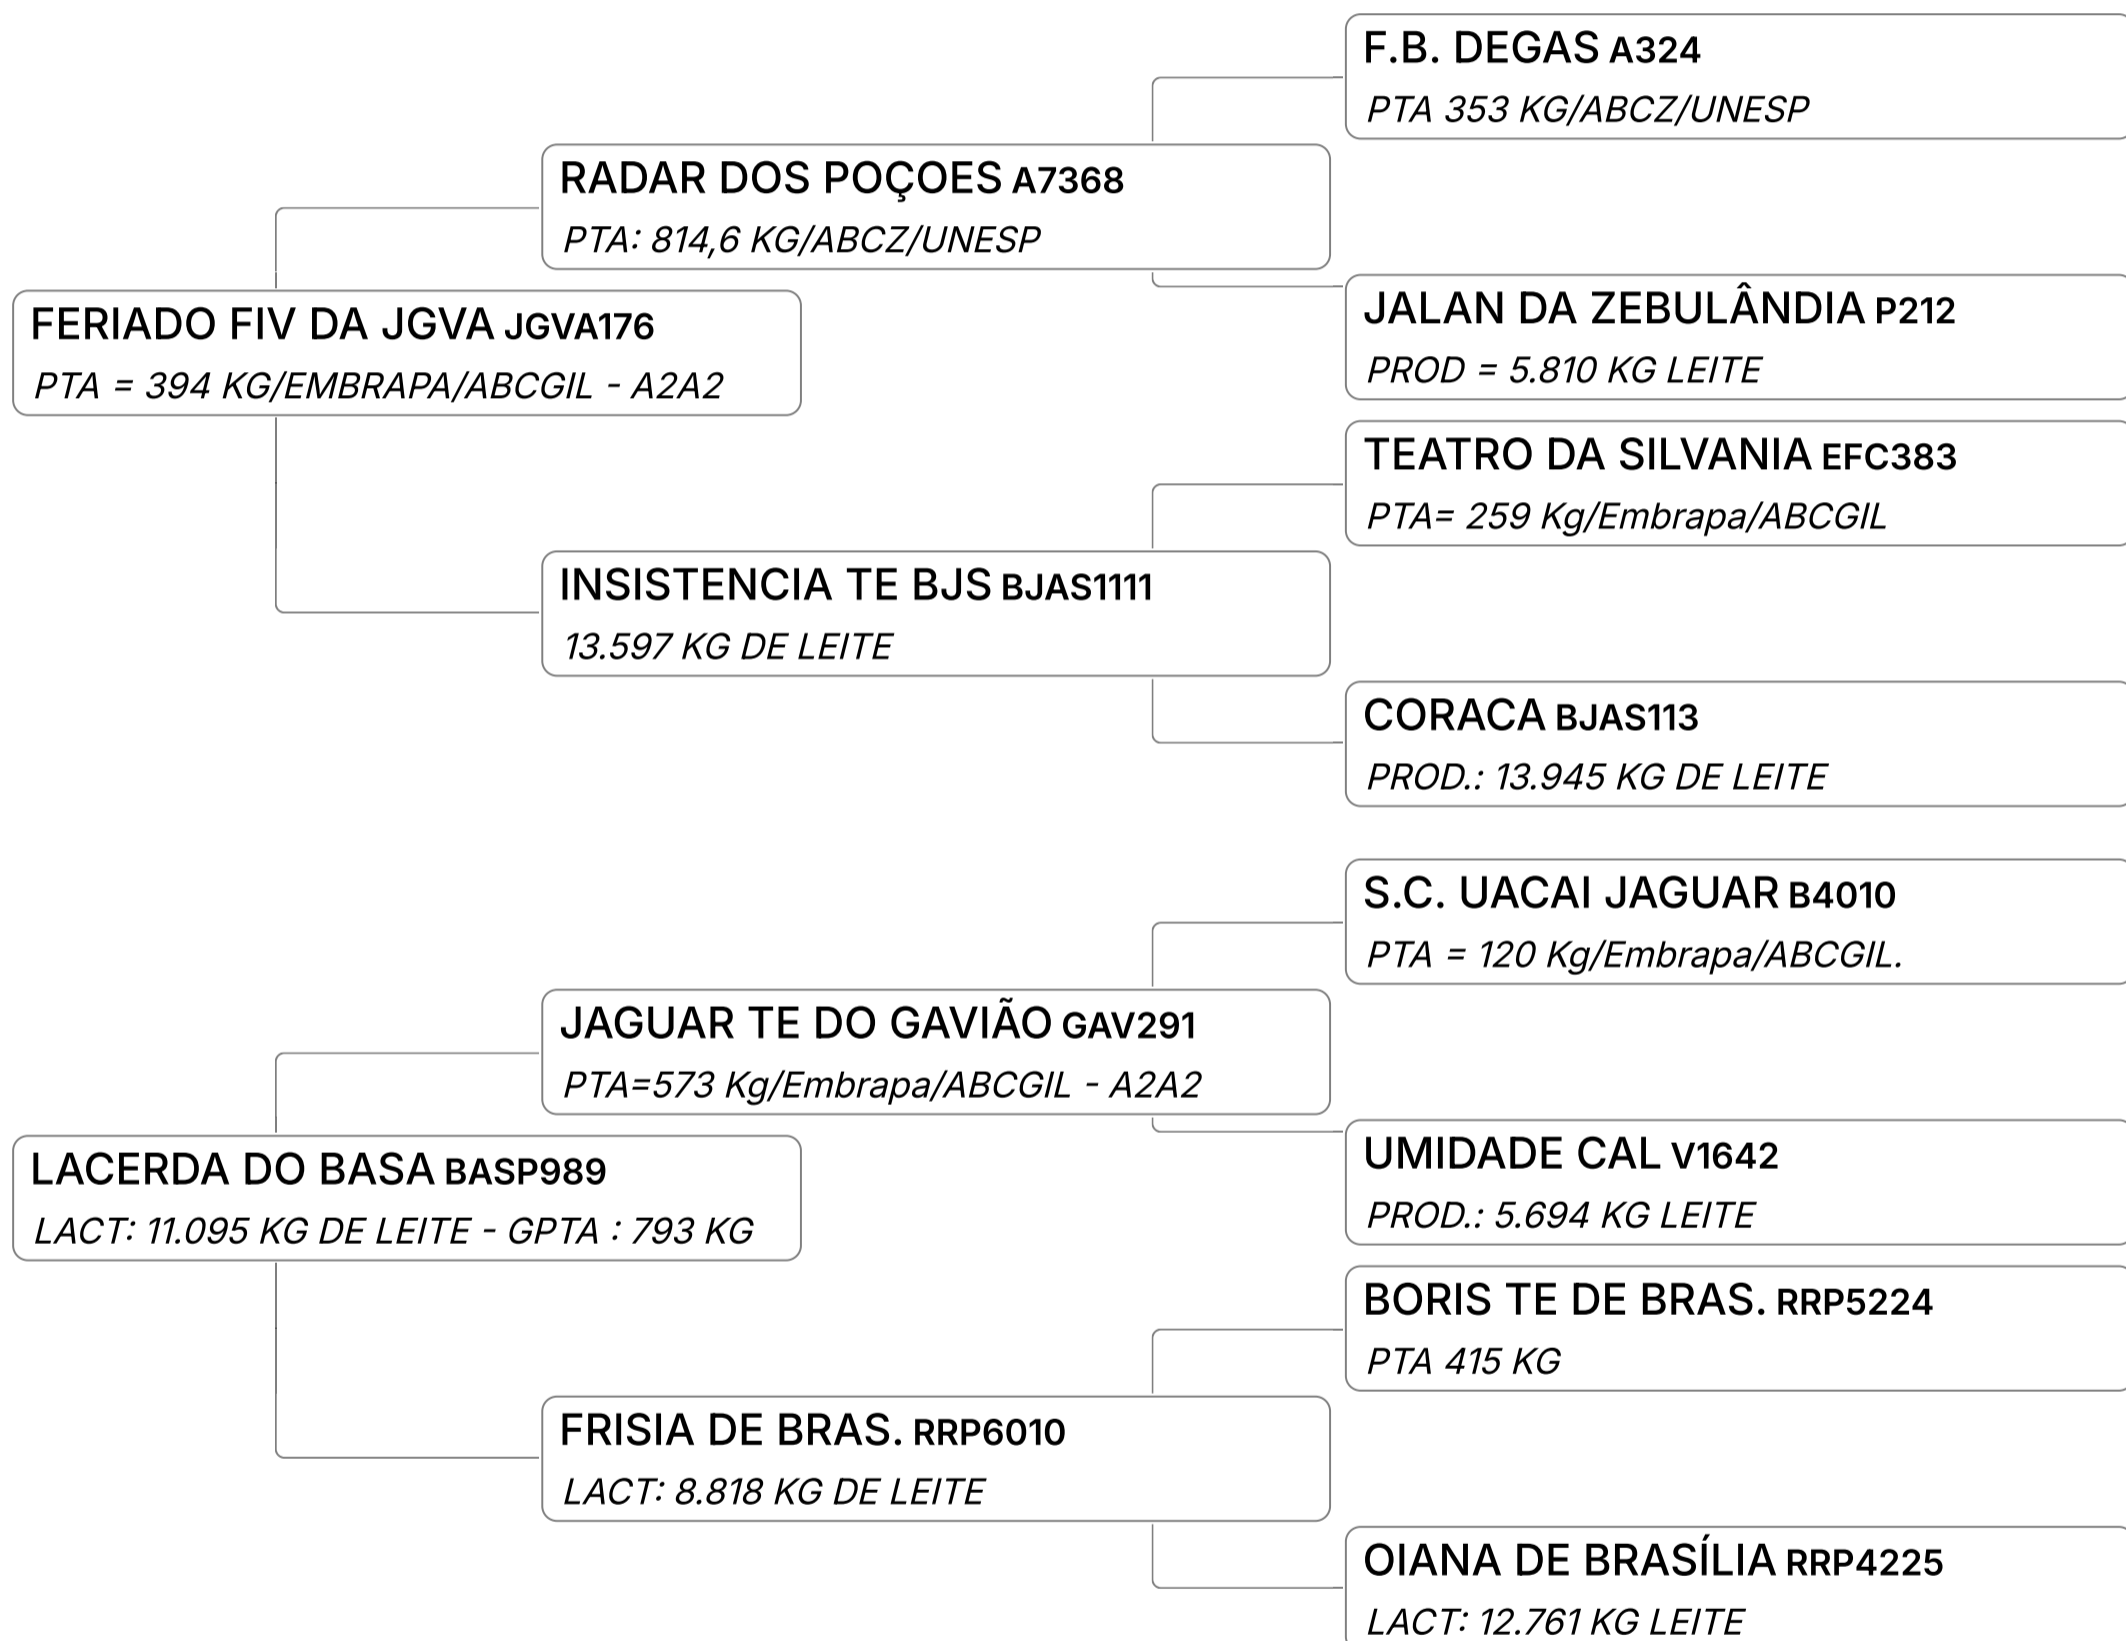 F.B. DEGAS A324
PTA 353 KG/ABCZ/UNESP
RADAR DOS POÇOES A7368
PTA: 814,6 KG/ABCZ/UNESP
JALAN DA ZEBULÂNDIA P212
PROD = 5.810 KG LEITE
FERIADO FIV DA JGVA JGVA176
PTA = 394 KG/EMBRAPA/ABCGIL - A2A2
TEATRO DA SILVANIA EFC383
PTA= 259 Kg/Embrapa/ABCGIL
INSISTENCIA TE BJS BJAS1111
13.597 KG DE LEITE
CORACA BJAS113
PROD.: 13.945 KG DE LEITE
S.C. UACAI JAGUAR B4010
PTA = 120 Kg/Embrapa/ABCGIL.
JAGUAR TE DO GAVIÃO GAV291
PTA=573 Kg/Embrapa/ABCGIL - A2A2
UMIDADE CAL V1642
PROD.: 5.694 KG LEITE
LACERDA DO BASA BASP989
LACT: 11.095 KG DE LEITE - GPTA : 793 KG
BORIS TE DE BRAS. RRP5224
PTA 415 KG
FRISIA DE BRAS. RRP6010
LACT: 8.818 KG DE LEITE
OIANA DE BRASÍLIA RRP4225
LACT: 12.761 KG LEITE